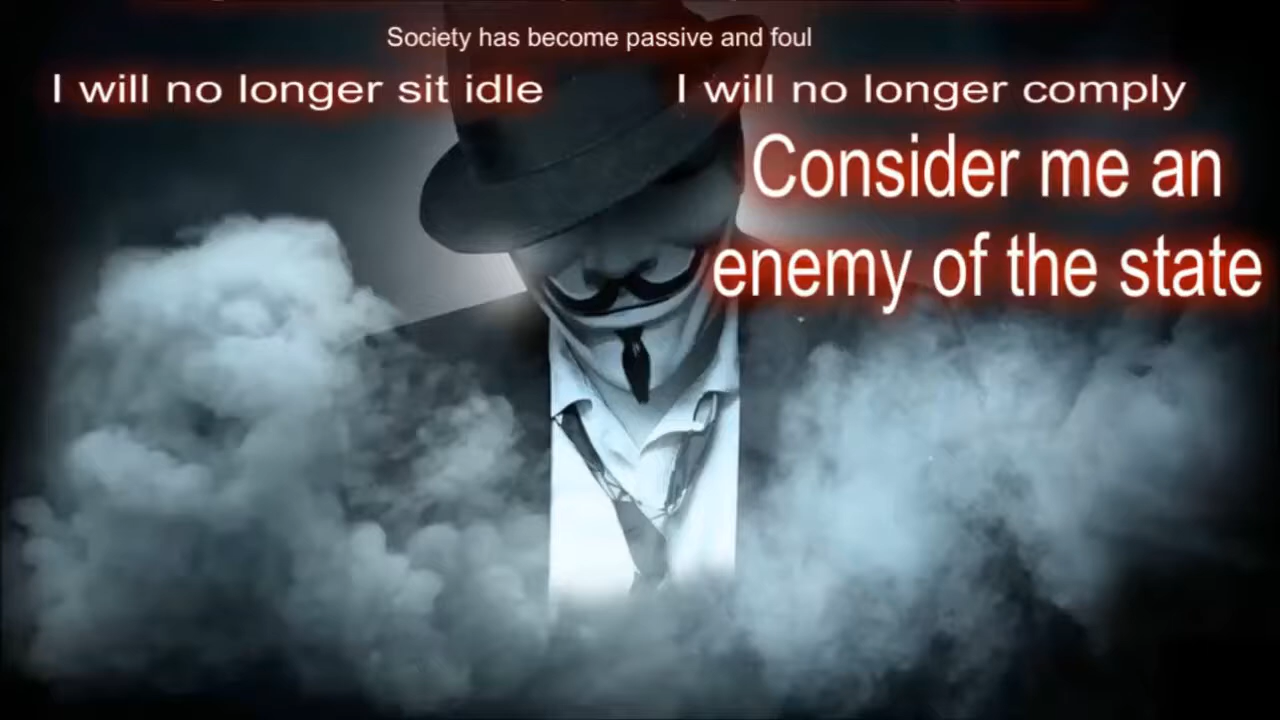 Society has become passive and foul
I will no longer sit idle
I will no longer comply
Consider me an
enemy of the state